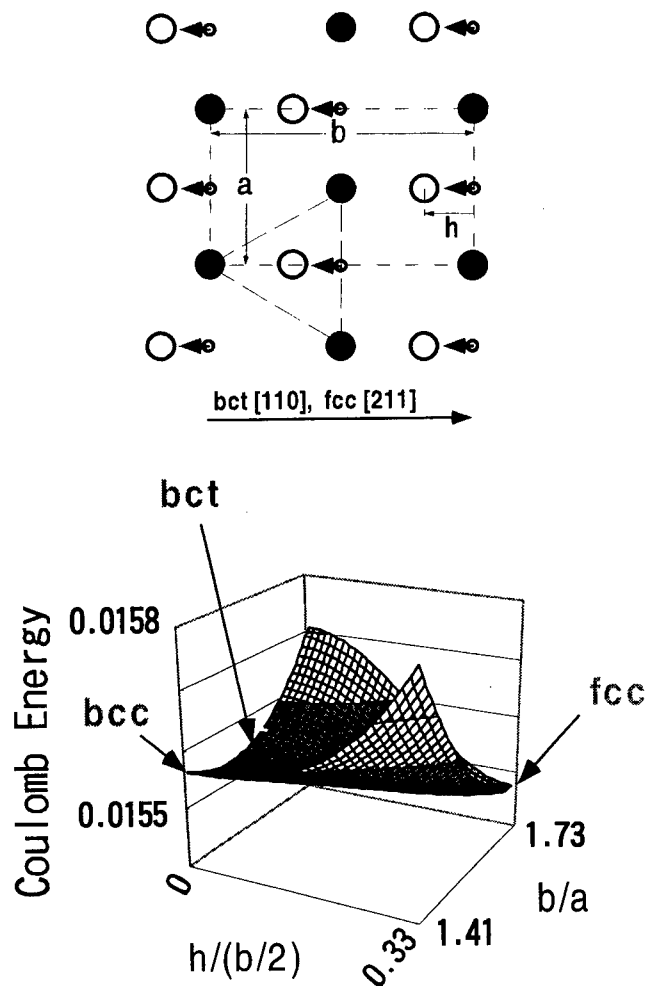 b
a
h
bct [110], fcc [211]
bct
0.0158
bcc
fcc
Coulomb Energy
0.0155
1.73
0
b/a
0.33
1.41
h/(b/2)